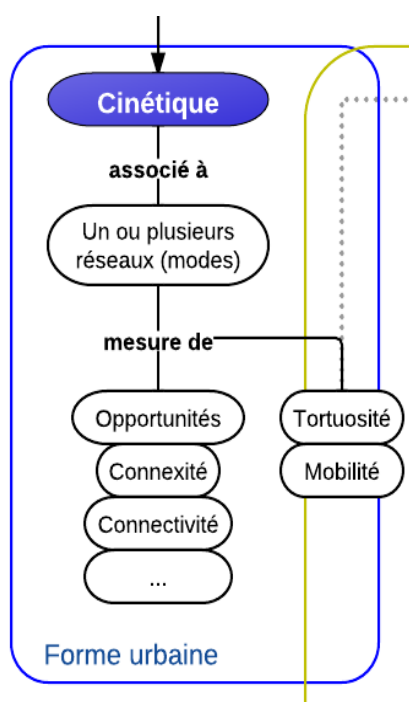 Cinétique
associé à
Un ou plusieurs
réseaux (modes)
mesure de
Opportunités
Tortuosité
Connexité
Mobilité
Connectivité
...
Forme urbaine